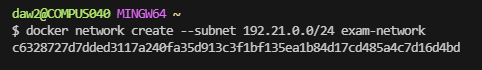 daw2@COMPUS040 MINGW64 ~
$ docker network create --subnet 192.21.0.0/24 exam-network
c6328727d7dded3117a240fa35d913c3f1bf135ea1b84d17cd485a4c7d16d4bd